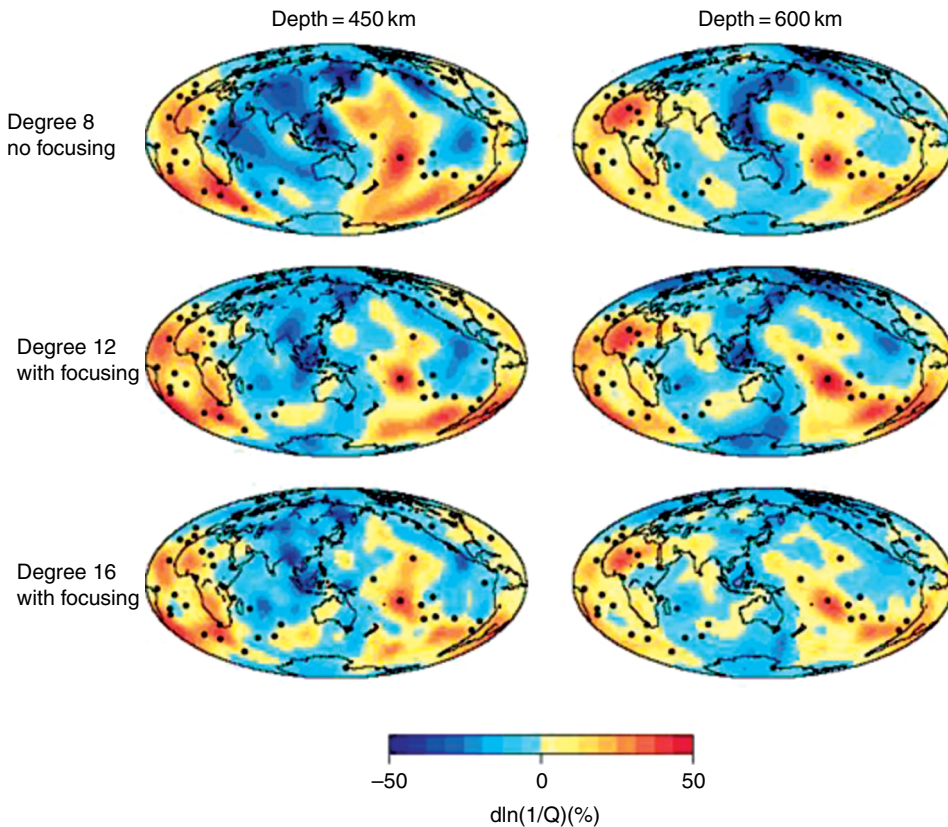 Depth = 450 km
Depth = 600 km
Degree 8
no focusing
Degree 12
with focusing
Degree 16
with focusing
−50
0
50
dln(1/Q)(%)